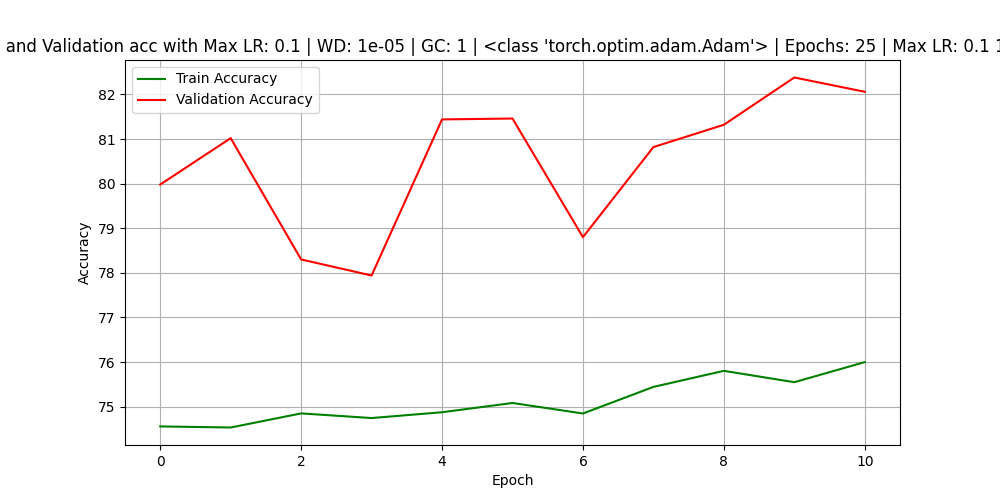 and Validation acc with Max LR: 0.1 | WD: 1e-05 | GC: 1 | <class 'torch.optim.adam.Adam'> | Epochs: 25 | Max LR: 0.1
Train Accuracy
Validation Accuracy
82
81
80
79
78
77
76
75
Accuracy
0 2 4 6 8 10
Epoch